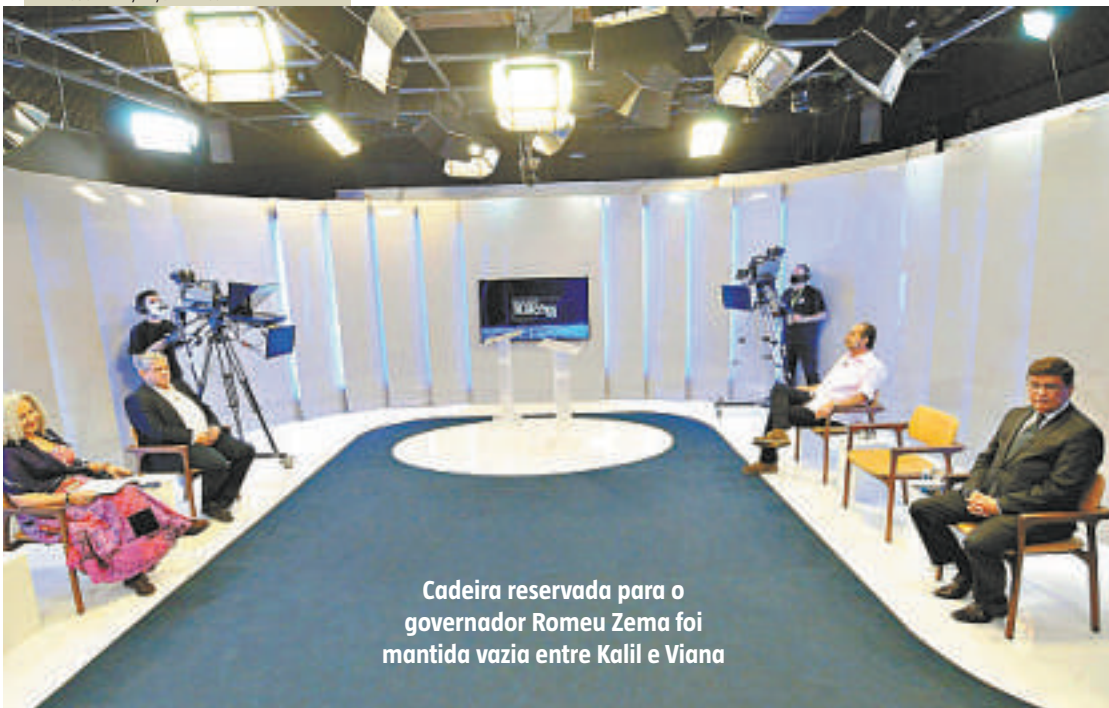 Cadeira reservada para o
governador Romeu Zema foi
mantida vazia entre Kalil e Viana